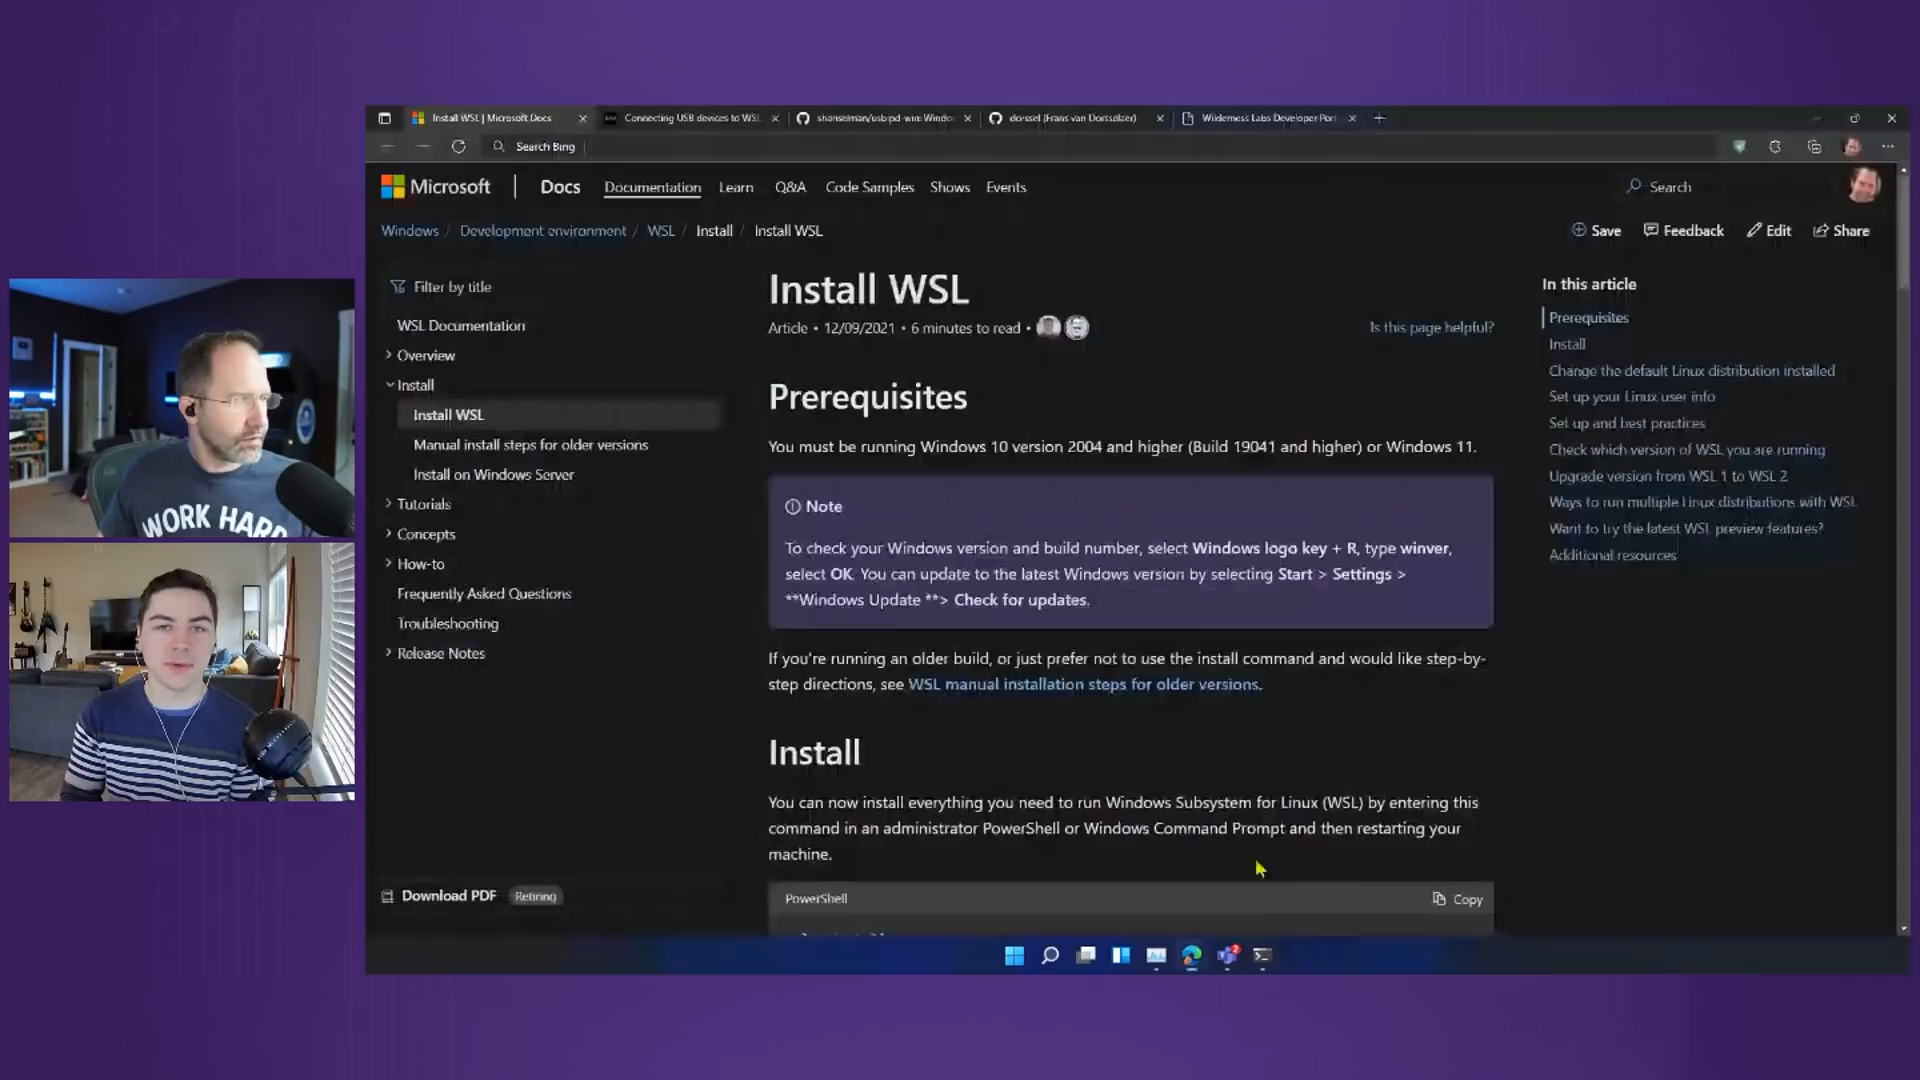 Install WSL | Microsoft Docs
Connecting USB devices to WSL
shanselman/usbipd-win: Windo
dorssel (Frans van Dorsselaer)
Wilderness Labs Developer Port
Search Bing
Microsoft | Docs Documentation Learn Q&A Code Samples Shows Events
Search
Windows / Development environment / WSL / Install / Install WSL
Save Feedback Edit Share
Filter by title
WSL Documentation
Overview
Install
Install WSL
Manual install steps for older versions
Install on Windows Server
Tutorials
Concepts
How-to
Frequently Asked Questions
Troubleshooting
Release Notes
Download PDF Retiring
Install WSL
Article • 12/09/2021 • 6 minutes to read •
Is this page helpful?
Prerequisites
You must be running Windows 10 version 2004 and higher (Build 19041 and higher) or Windows 11.
Note
To check your Windows version and build number, select Windows logo key + R, type winver,
select OK. You can update to the latest Windows version by selecting Start > Settings >
**Windows Update **> Check for updates.
If you're running an older build, or just prefer not to use the install command and would like step-by-
step directions, see WSL manual installation steps for older versions.
Install
You can now install everything you need to run Windows Subsystem for Linux (WSL) by entering this
command in an administrator PowerShell or Windows Command Prompt and then restarting your
machine.
PowerShell
Copy
In this article
Prerequisites
Install
Change the default Linux distribution installed
Set up your Linux user info
Set up and best practices
Check which version of WSL you are running
Upgrade version from WSL 1 to WSL 2
Ways to run multiple Linux distributions with WSL
Want to try the latest WSL preview features?
Additional resources
WORK HARD
2